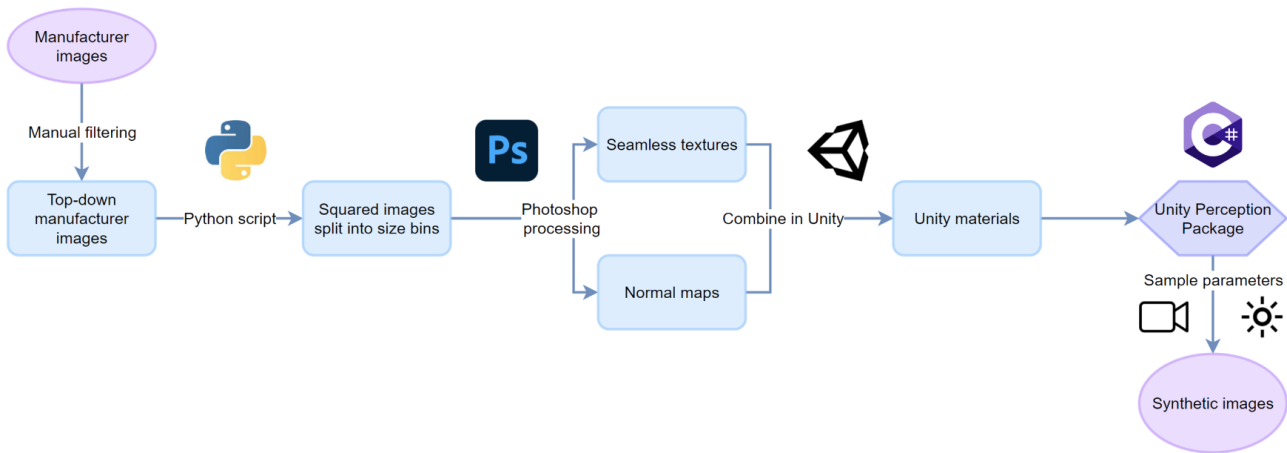 Manufacturer
images
Manual filtering
Top-down
manufacturer
images
Python script
Squared images
split into size bins
Ps
Photoshop
processing
Seamless textures
Normal maps
Combine in Unity
Unity materials
C#
Unity Perception
Package
Sample parameters
Synthetic images